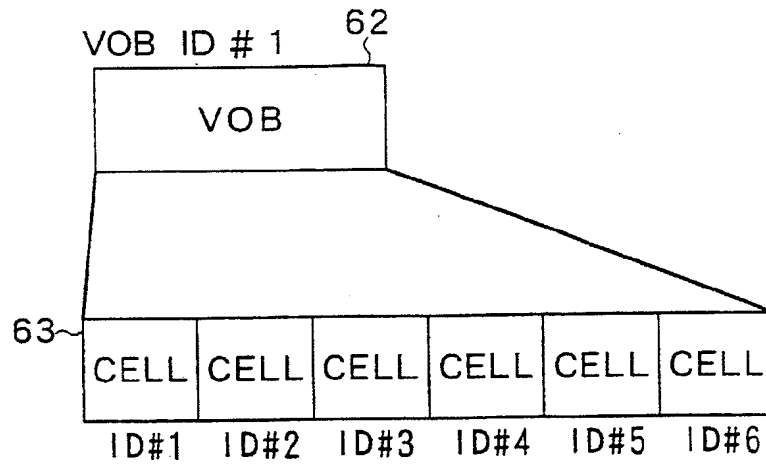 62
VOB ID # 1
VOB
63
CELL CELL CELL CELL CELL CELL
ID#1 ID#2 ID#3 ID#4 ID#5 ID#6